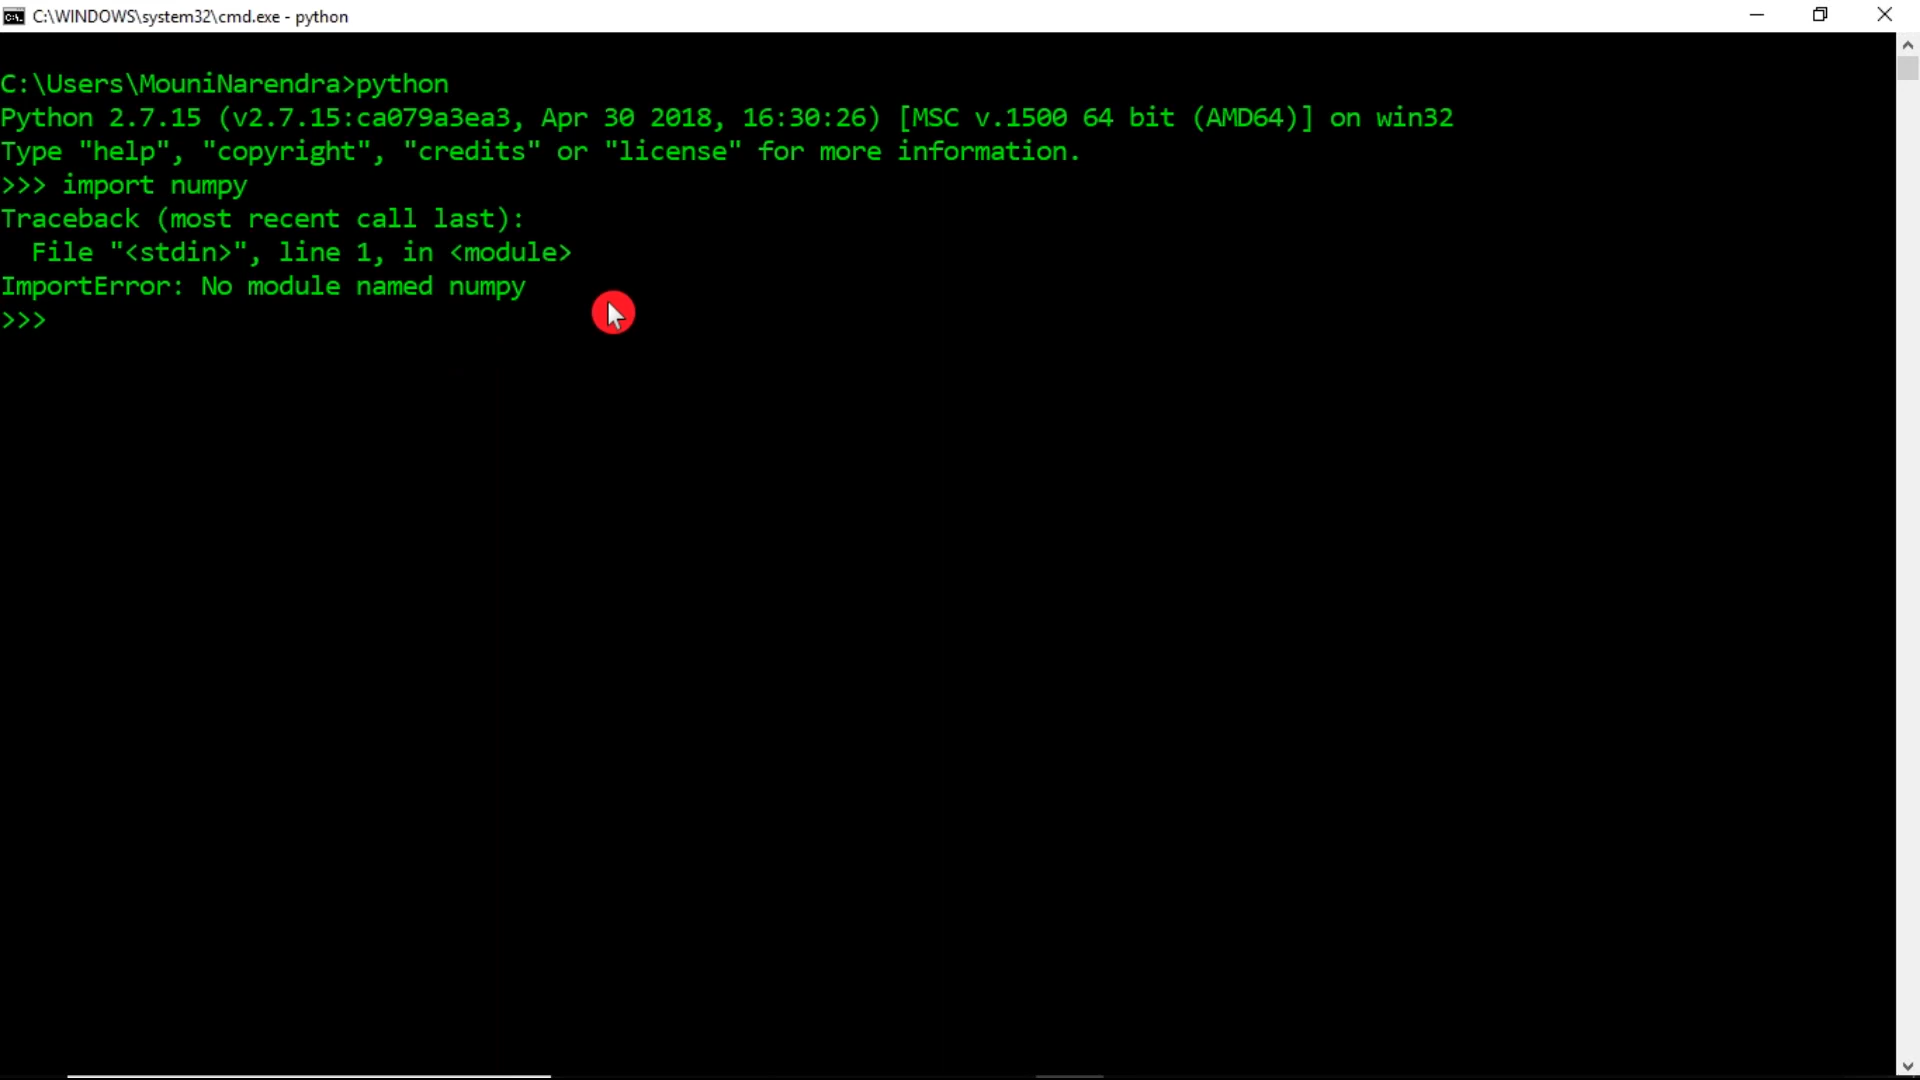 C:\WINDOWS\system32\cmd.exe - python
C:\Users\MouniNarendra>python
Python 2.7.15 (v2.7.15:ca079a3ea3, Apr 30 2018, 16:30:26) [MSC v.1500 64 bit (AMD64)] on win32
Type "help", "copyright", "credits" or "license" for more information.
>>> import numpy
Traceback (most recent call last):
  File "<stdin>", line 1, in <module>
ImportError: No module named numpy
>>>